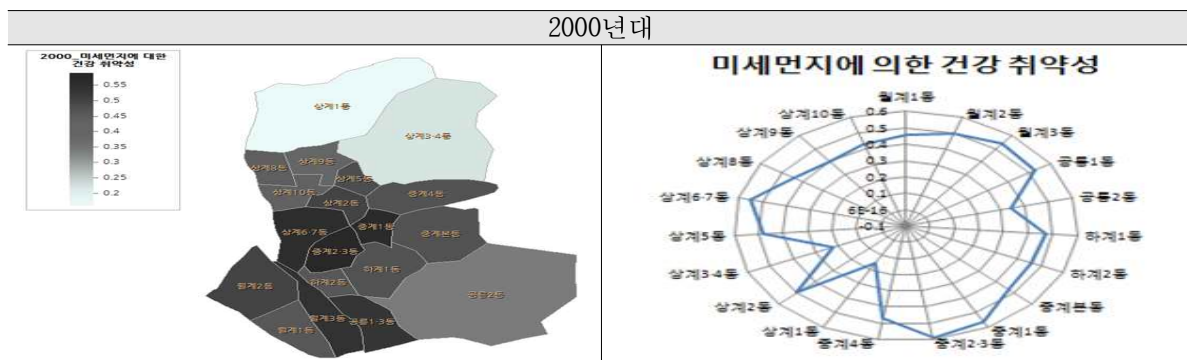 2000년대
2000_미세먼지에 대한
건강 취약성
0.55
0.5
0.45
0.4
0.35
0.3
0.25
0.2
상계1동
상계3·4동
상계8동
상계9동
상계5동
상계10동
상계2동
중계4동
상계6·7동
중계1동
중계본동
중계2·3동
하계1동
하계2동
월계2동
공릉2동
월계3동
공릉1·3동
월계1동
미세먼지에 의한 건강 취약성
월계1동
월계2동
월계3동
공릉1동
공릉2동
하계1동
하계2동
중계본동
중계1동
중계2·3동
중계4동
상계1동
상계2동
상계3·4동
상계5동
상계6·7동
상계8동
상계9동
상계10동
0.6
0.5
0.4
0.3
0.2
0.1
6E-16
-0.1